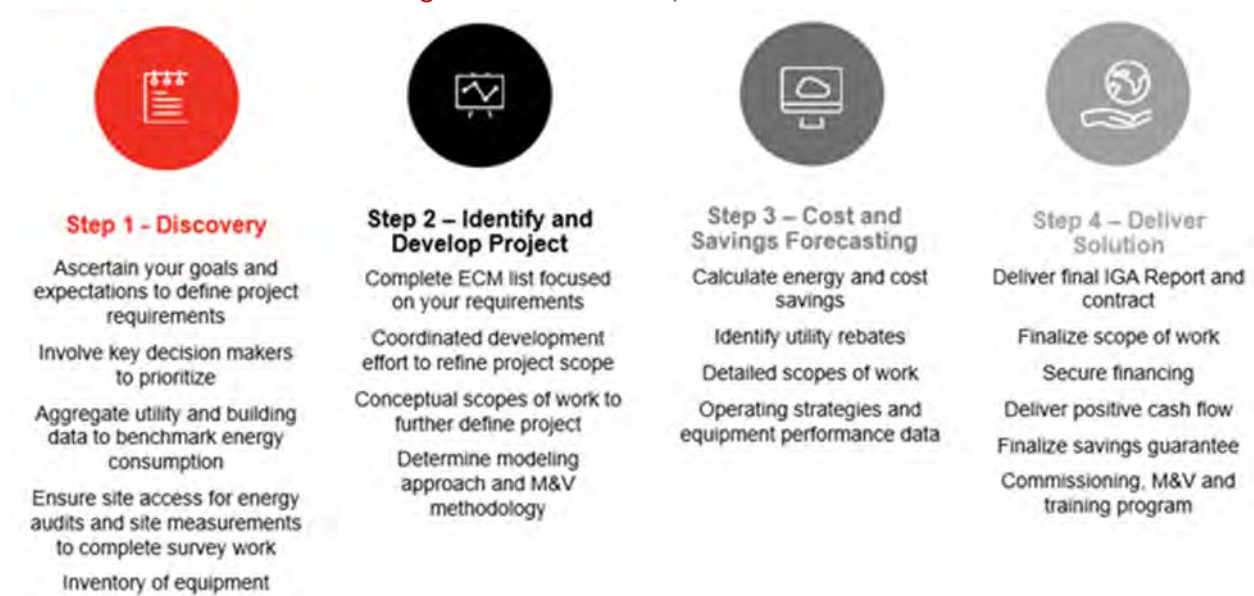 Step 1 - Discovery
Ascertain your goals and
expectations to define project
requirements
Involve key decision makers
to prioritize
Aggregate utility and building
data to benchmark energy
consumption
Ensure site access for energy
audits and site measurements
to complete survey work
Inventory of equipment
Step 2 – Identify and
Develop Project
Complete ECM list focused
on your requirements
Coordinated development
effort to refine project scope
Conceptual scopes of work to
further define project
Determine modeling
approach and M&V
methodology
Step 3 – Cost and
Savings Forecasting
Calculate energy and cost
savings
Identify utility rebates
Detailed scopes of work
Operating strategies and
equipment performance data
Step 4 – Deliver
Solution
Deliver final IGA Report and
contract
Finalize scope of work
Secure financing
Deliver positive cash flow
Finalize savings guarantee
Commissioning, M&V and
training program